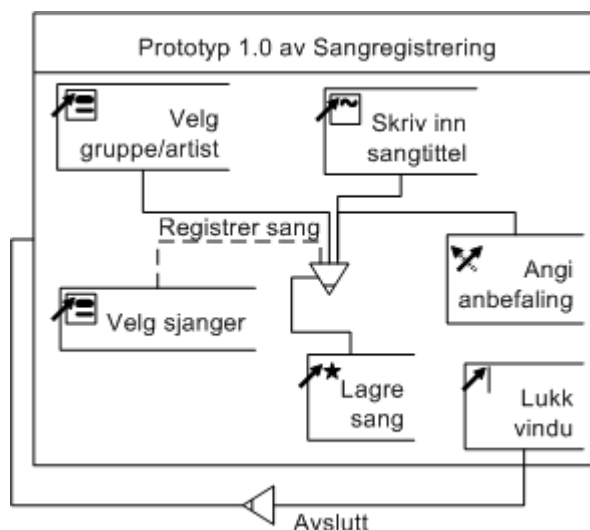 Prototyp 1.0 av Sangregistrering
Velg
gruppe/artist
Skriv inn
sangtittel
Registrer sang
Angi
anbefaling
Velg sjanger
Lagre
sang
Lukk
vindu
Avslutt